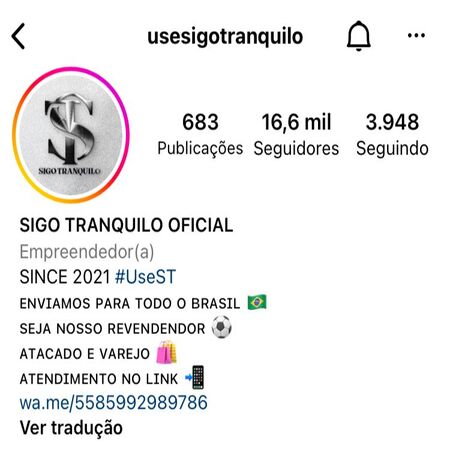 usesigotranquilo
683 16,6 mil 3.948
Publicações Seguidores Seguindo
ST
SIGO TRANQUILO
SIGO TRANQUILO OFICIAL
Empreendedor(a)
SINCE 2021 #UseST
ENVIAMOS PARA TODO O BRASIL 🇧🇷
SEJA NOSSO REVENDENDOR ⚽
ATACADO E VAREJO 🛍️
ATENDIMENTO NO LINK 📲
wa.me/5585992989786
Ver tradução